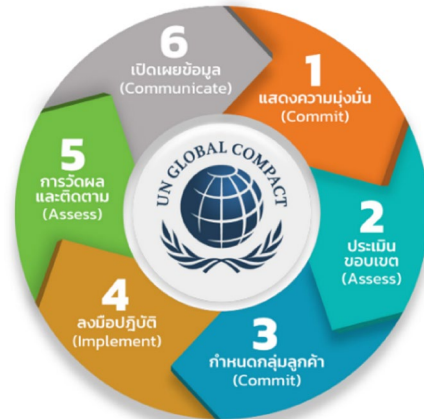 1
แสดงความมุ่งมั่น
(Commit)
2
ประเมิน
ขอบเขต
(Assess)
3
กำหนดกลุ่มลูกค้า
(Commit)
4
ลงมือปฏิบัติ
(Implement)
5
การวัดผล
และติดตาม
(Assess)
6
เปิดเผยข้อมูล
(Communicate)
UN GLOBAL COMPACT